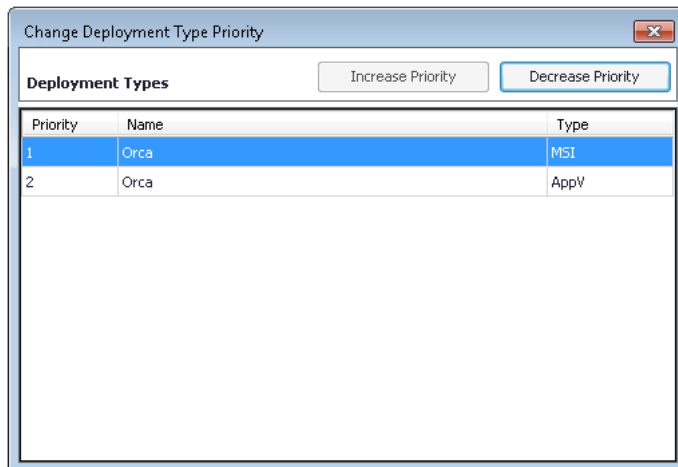 Change Deployment Type Priority
Deployment Types Increase Priority Decrease Priority
Priority Name Type
1 Orca MSI
2 Orca AppV